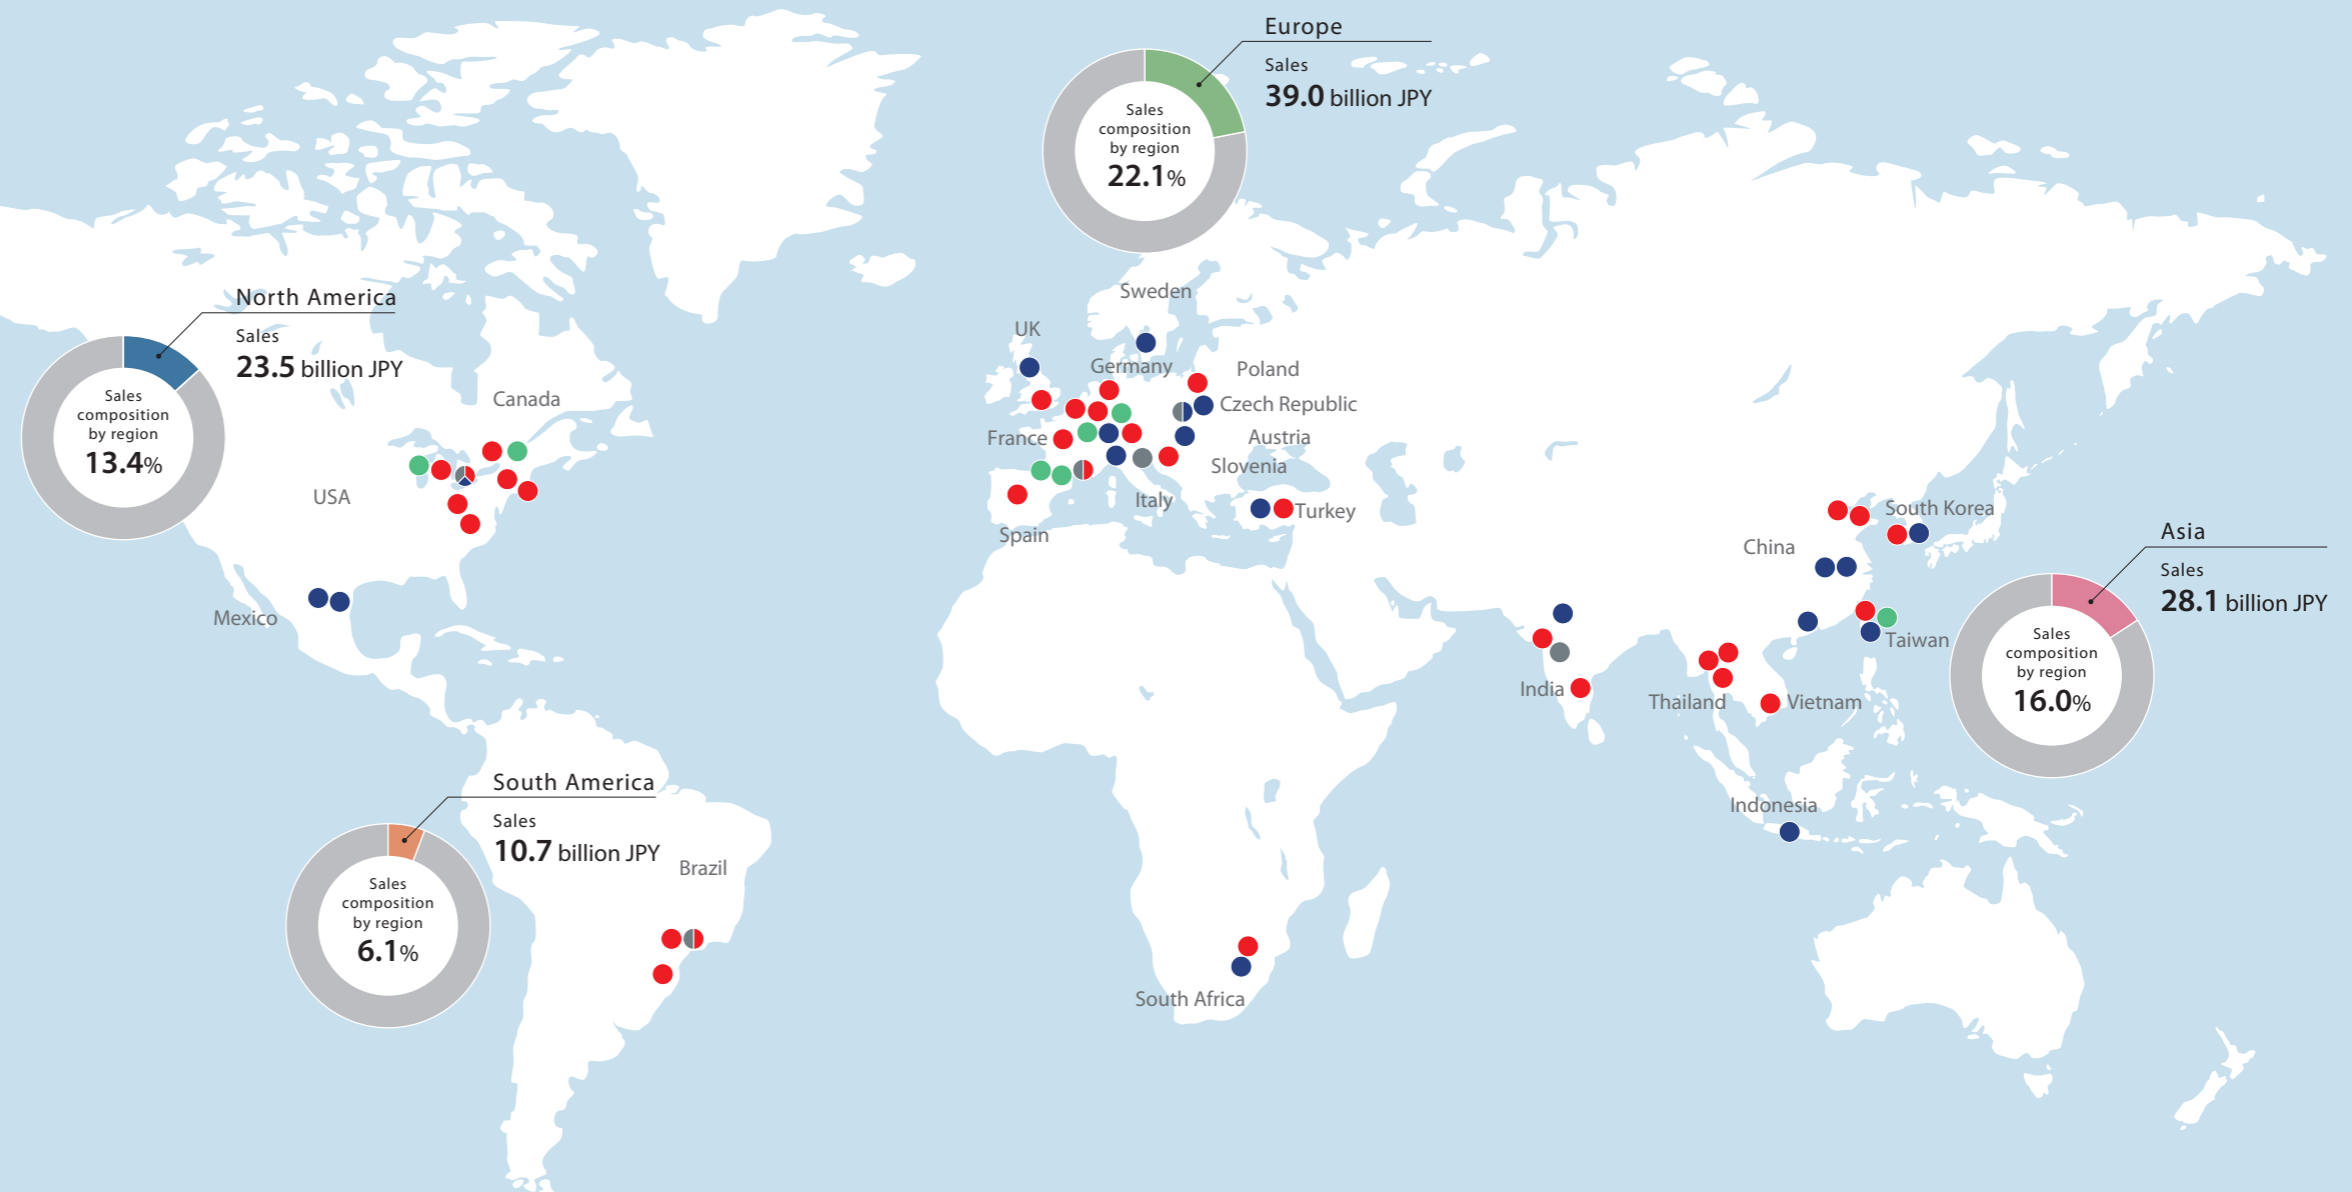 Europe
Sales
39.0 billion JPY
Sales
composition
by region
22.1%
North America
Sales
23.5 billion JPY
Sales
composition
by region
13.4%
Canada
USA
Mexico
South America
Sales
10.7 billion JPY
Sales
composition
by region
6.1%
Brazil
Sweden
UK
Germany
Poland
Czech Republic
France
Austria
Slovenia
Italy
Turkey
Spain
South Africa
South Korea
China
Taiwan
India
Thailand
Vietnam
Indonesia
Asia
Sales
28.1 billion JPY
Sales
composition
by region
16.0%